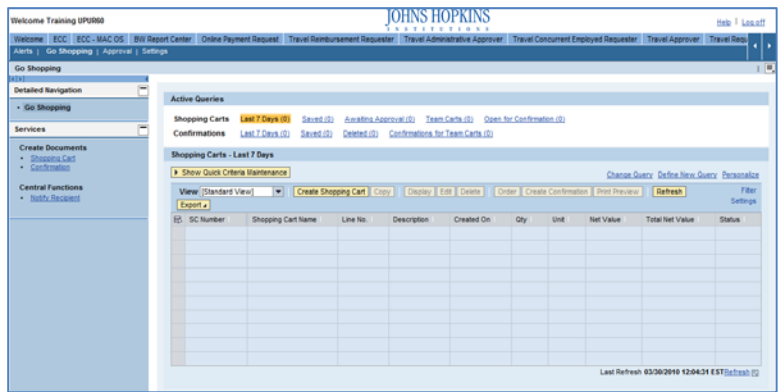 Welcome Training UPUR60
JOHNS HOPKINS
INSTITUTIONS
Help | Log off
Welcome ECC ECC - MAC OS BW Report Center Online Payment Request Travel Reimbursement Requester Travel Administrative Approver Travel Concurrent Employed Requester Travel Approver Travel Requ
Alerts | Go Shopping | Approval | Settings
Go Shopping
Detailed Navigation
• Go Shopping
Services
Create Documents
• Shopping Cart
• Confirmation
Central Functions
• Notify Recipient
Active Queries
Shopping Carts Last 7 Days (0) Saved (0) Awaiting Approval (0) Team Carts (0) Open for Confirmation (0)
Confirmations Last 7 Days (0) Saved (0) Deleted (0) Confirmations for Team Carts (0)
Shopping Carts - Last 7 Days
Show Quick Criteria Maintenance
Change Query Define New Query Personalize
View [Standard View] Create Shopping Cart Copy Display Edit Delete Order Create Confirmation Print Preview Refresh Filter
Export Settings
SC Number Shopping Cart Name Line No. Description Created On Qty Unit Net Value Total Net Value Status
Last Refresh 03/30/2010 12:04:31 EST Refresh